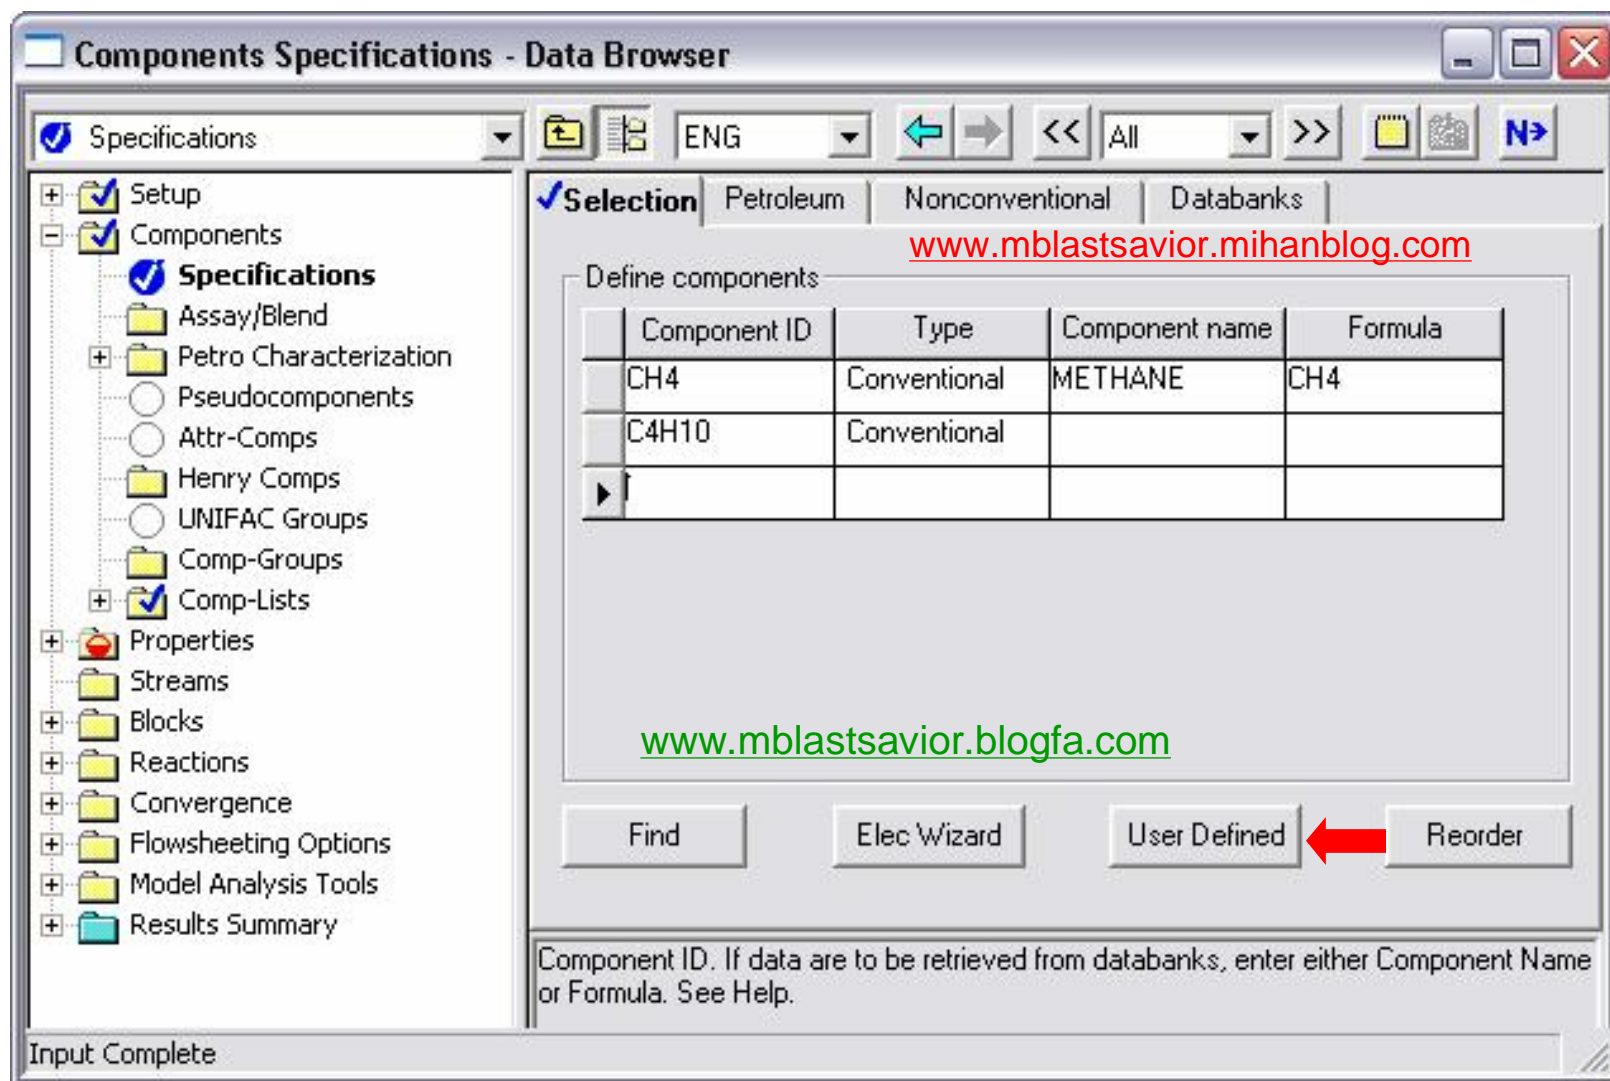 Components Specifications - Data Browser
Specifications
ENG
<< All >>
N
Setup
Components
Specifications
Assay/Blend
Petro Characterization
Pseudocomponents
Attr-Comps
Henry Comps
UNIFAC Groups
Comp-Groups
Comp-Lists
Properties
Streams
Blocks
Reactions
Convergence
Flowsheeting Options
Model Analysis Tools
Results Summary
Selection Petroleum Nonconventional Databanks
www.mblastsavior.mihanblog.com
Define components
Component ID Type Component name Formula
CH4 Conventional METHANE CH4
C4H10 Conventional
www.mblastsavior.blogfa.com
Find Elec Wizard User Defined Reorder
Component ID. If data are to be retrieved from databanks, enter either Component Name
or Formula. See Help.
Input Complete